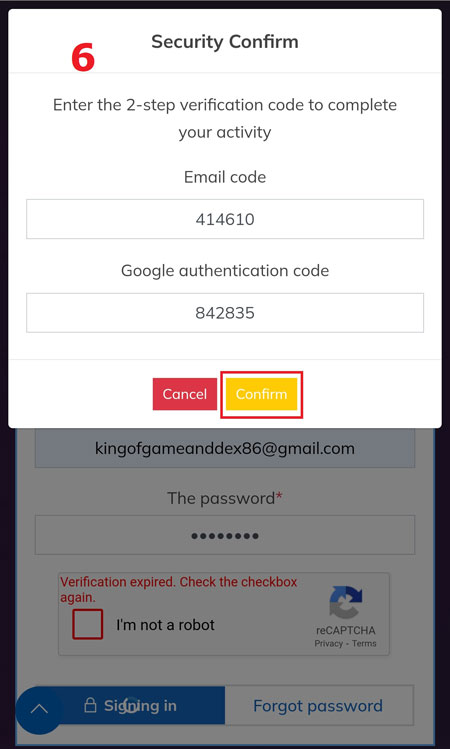 Security Confirm
6
Enter the 2-step verification code to complete
your activity
Email code
414610
Google authentication code
842835
Cancel
Confirm
kingofgameanddex86@gmail.com
The password*
••••••••
Verification expired. Check the checkbox
again.
I'm not a robot
reCAPTCHA
Privacy - Terms
Signing in
Forgot password